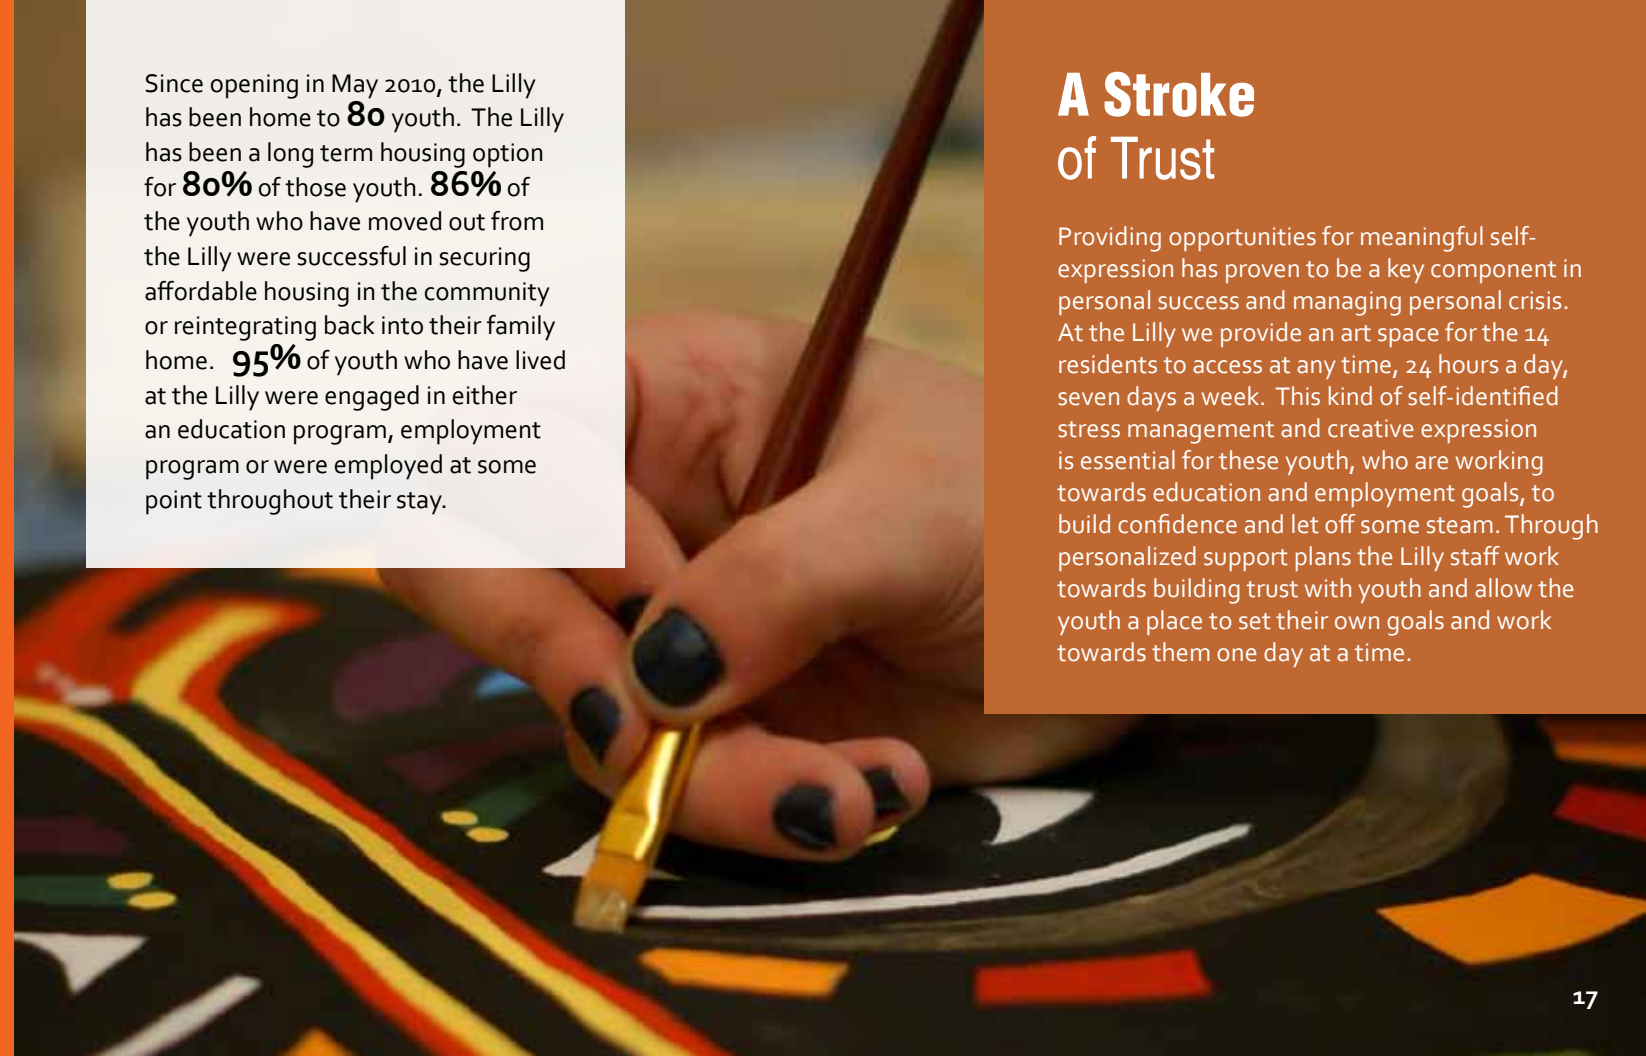 Since opening in May 2010, the Lilly
has been home to 80 youth.  The Lilly
has been a long term housing option
for 80% of those youth. 86% of
the youth who have moved out from
the Lilly were successful in securing
affordable housing in the community
or reintegrating back into their family
home.  95% of youth who have lived
at the Lilly were engaged in either
an education program, employment
program or were employed at some
point throughout their stay.
A Stroke
of Trust
Providing opportunities for meaningful self-
expression has proven to be a key component in
personal success and managing personal crisis.
At the Lilly we provide an art space for the 14
residents to access at any time, 24 hours a day,
seven days a week.  This kind of self-identified
stress management and creative expression
is essential for these youth, who are working
towards education and employment goals, to
build confidence and let off some steam. Through
personalized support plans the Lilly staff work
towards building trust with youth and allow the
youth a place to set their own goals and work
towards them one day at a time.
17